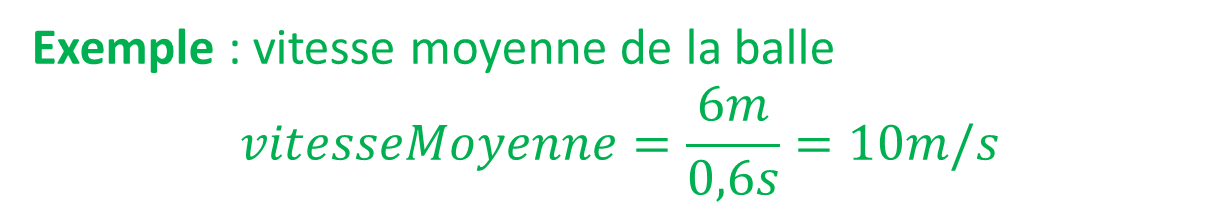 Exemple : vitesse moyenne de la balle
vitesseMoyenne = 6m/0,6s = 10m/s